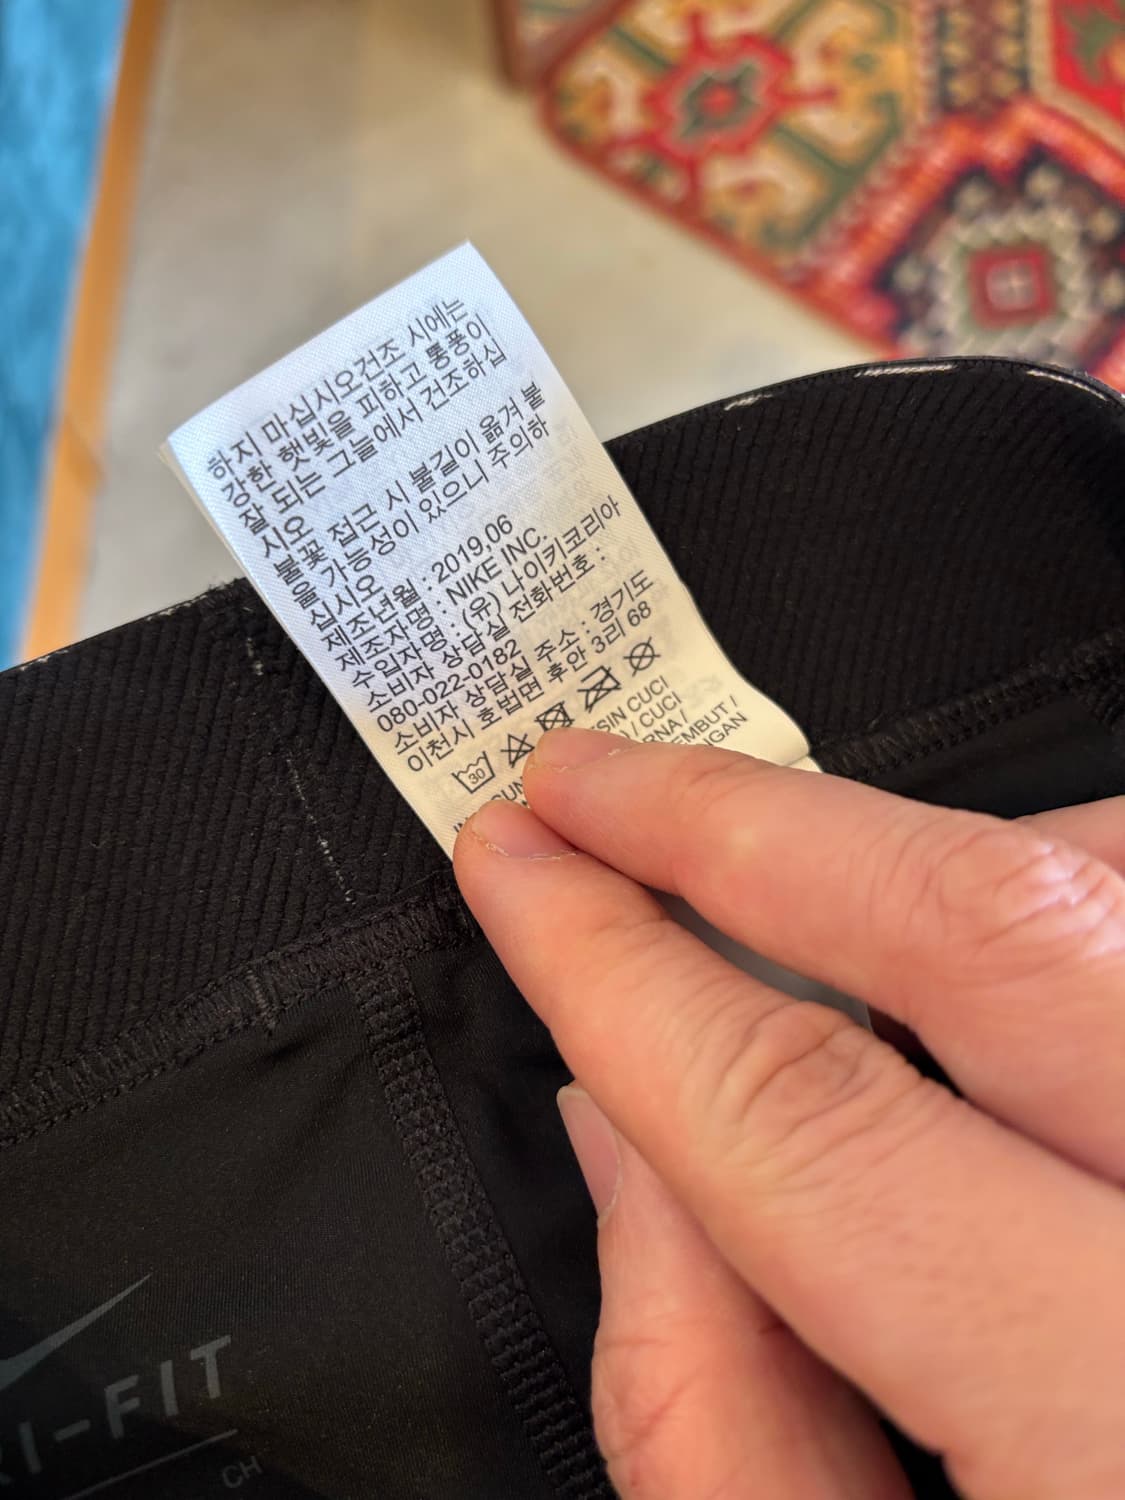 하지 마십시오건조 시에는
강한 햇빛을 피하고 통풍이
잘 되는 그늘에서 건조하십
시오
불꽃 접근 시 불길이 옮겨 붙
을 가능성이 있으니 주의하
십시오
제조년월 : 2019.06
제조자명 : NIKE INC.
수입자명 : (유) 나이키코리아
소비자 상담실 전화번호 :
080-022-0182
소비자 상담실 주소 : 경기도
이천시 호법면 후안 3리 68
30
CUCI
/ CUCI
EMBUT /
-FIT
CH